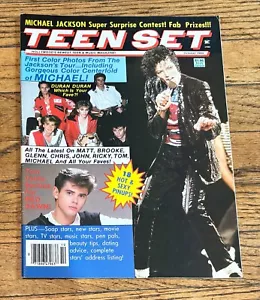 MICHAEL JACKSON Super Surprise Contest! Fab Prizes!!!
TEEN SET
First Color Photos From The
Jackson's Tour...Including
Gorgeous Color Centerfold
of MICHAEL!
DURAN DURAN
Which is Your
Fave?!
All The Latest On MATT, BROOKE,
GLENN, CHRIS, JOHN, RICKY, TOM,
MICHAEL And All Your Faves!
18
HOT &
SEXY
PINUPS!
PLUS—Soap stars, new stars, movie
stars, TV stars, music stars, pen pals,
beauty tips, dating
advice, complete
stars' address listing!